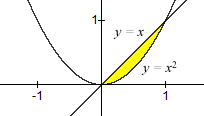 1
y = x
y = x²
-1
1